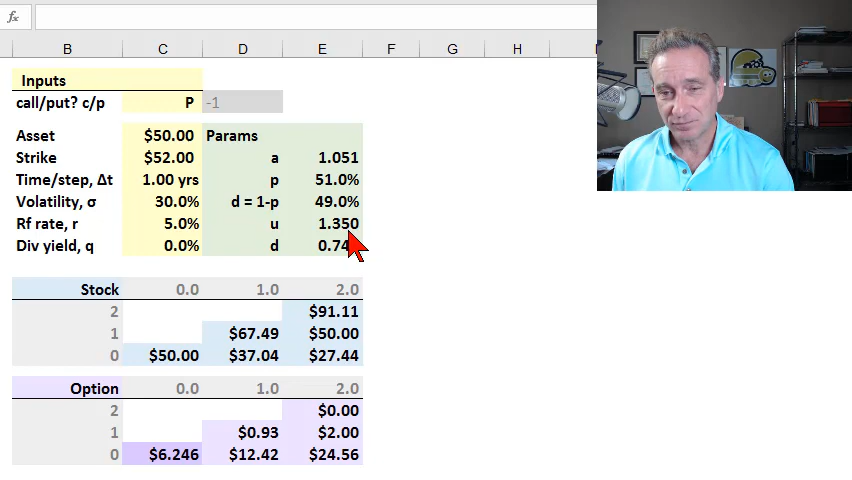 fx
B C D E F G H
Inputs
call/put? c/p P -1
Asset $50.00 Params
Strike $52.00 a 1.051
Time/step, Δt 1.00 yrs p 51.0%
Volatility, σ 30.0% d = 1-p 49.0%
Rf rate, r 5.0% u 1.350
Div yield, q 0.0% d
Stock 0.0 1.0 2.0
2 $91.11
1 $67.49 $50.00
0 $50.00 $37.04 $27.44
Option 0.0 1.0 2.0
2 $0.00
1 $0.93 $2.00
0 $6.246 $12.42 $24.56